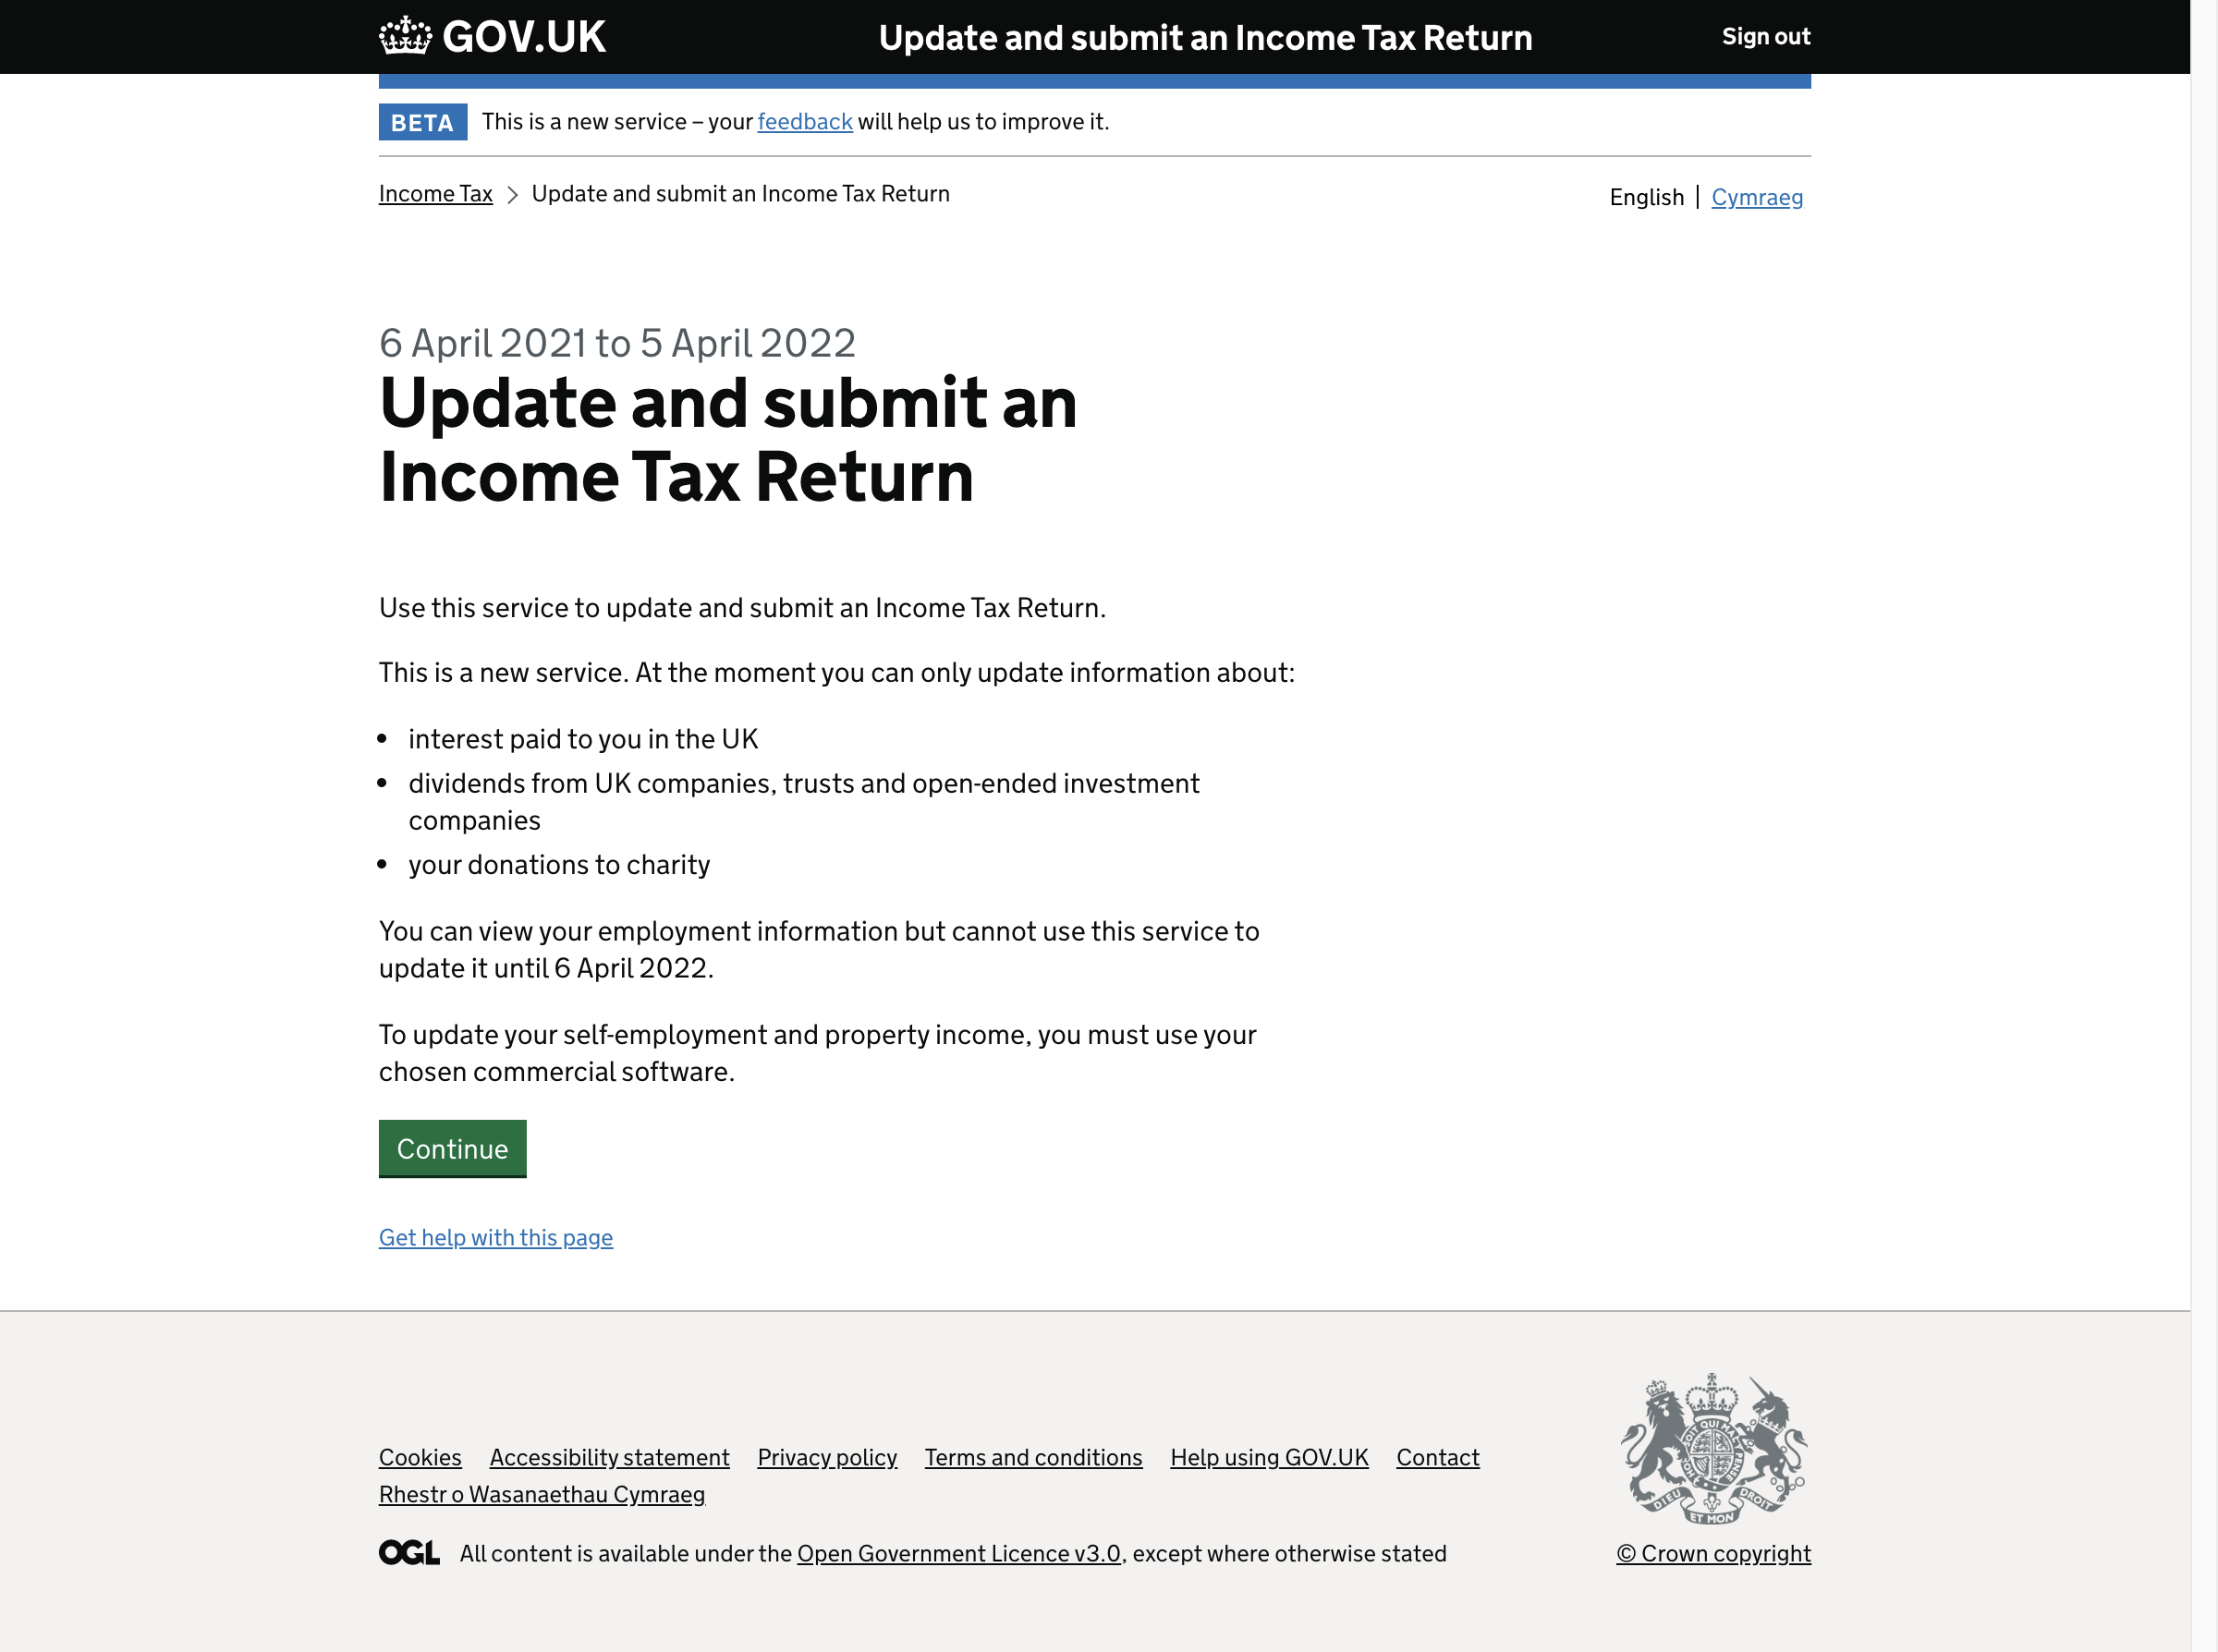 GOV.UK
Update and submit an Income Tax Return
Sign out
BETA
This is a new service – your feedback will help us to improve it.
Income Tax
Update and submit an Income Tax Return
English | Cymraeg
6 April 2021 to 5 April 2022
Update and submit an
Income Tax Return
Use this service to update and submit an Income Tax Return.
This is a new service. At the moment you can only update information about:
• interest paid to you in the UK
• dividends from UK companies, trusts and open-ended investment
companies
• your donations to charity
You can view your employment information but cannot use this service to
update it until 6 April 2022.
To update your self-employment and property income, you must use your
chosen commercial software.
Continue
Get help with this page
Cookies Accessibility statement Privacy policy Terms and conditions Help using GOV.UK Contact
Rhestr o Wasanaethau Cymraeg
OGL All content is available under the Open Government Licence v3.0, except where otherwise stated
DIEU ET MON DROIT
© Crown copyright